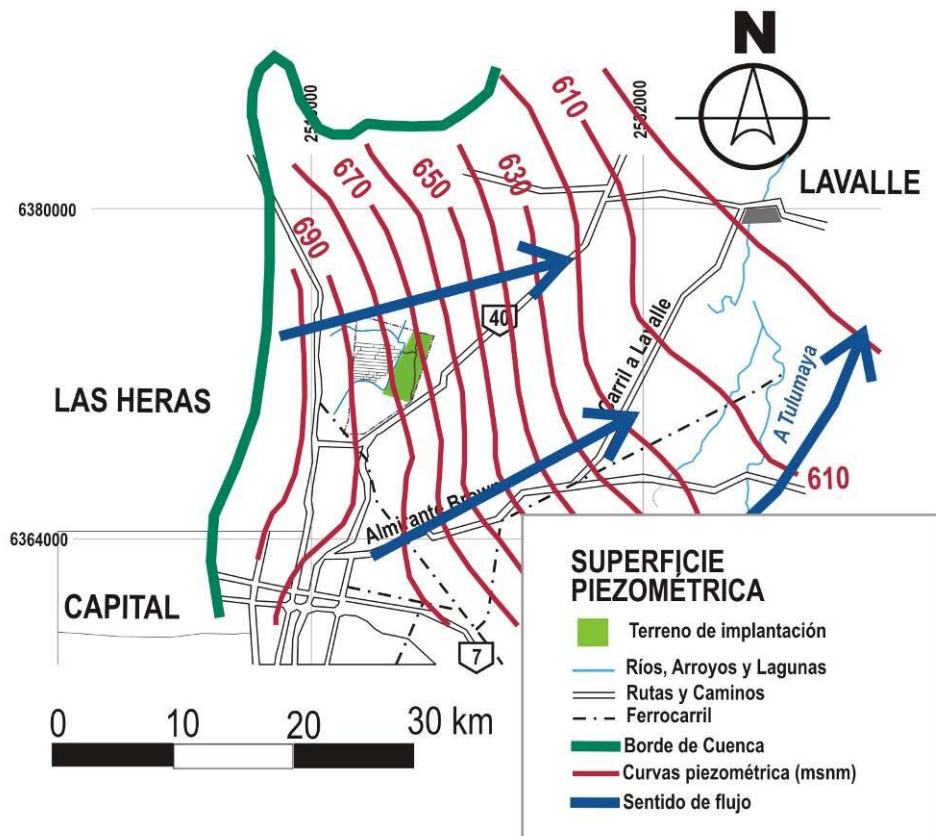 N
610
630
650
670
690
LAVALLE
6380000
40
Carril a Lavalle
LAS HERAS
A Tulumaya
610
Almirante Brown
6364000
CAPITAL
7
0 10 20 30 km
SUPERFICIE
PIEZOMÉTRICA
Terreno de implantación
Ríos, Arroyos y Lagunas
Rutas y Caminos
Ferrocarril
Borde de Cuenca
Curvas piezométrica (msnm)
Sentido de flujo